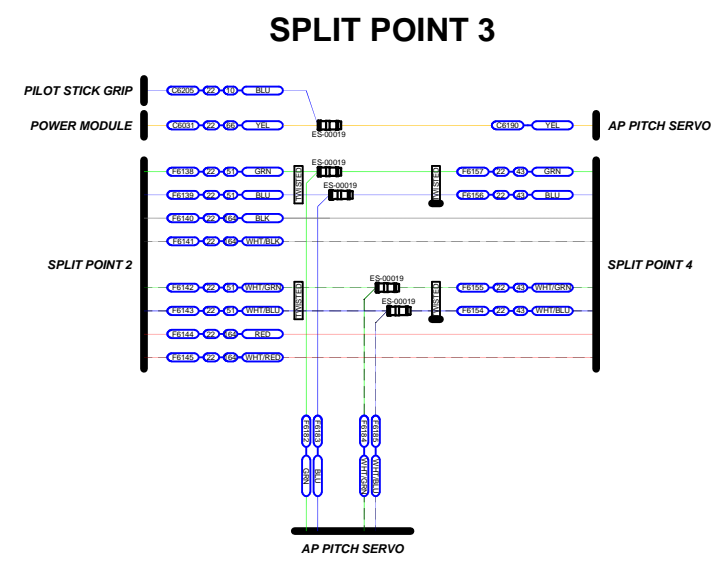 SPLIT POINT 3
PILOT STICK GRIP C6205 22 10 BLU
POWER MODULE C6031 22 66 YEL ES-00019 C6190 YEL AP PITCH SERVO
F6138 22 51 GRN TWISTED ES-00019 TWISTED F6157 22 43 GRN
F6139 22 51 BLU ES-00019 F6156 22 43 BLU
F6140 22 64 BLK
F6141 22 64 WHT/BLK
SPLIT POINT 2 SPLIT POINT 4
F6142 22 51 WHT/GRN TWISTED ES-00019 TWISTED F6155 22 43 WHT/GRN
F6143 22 51 WHT/BLU ES-00019 F6154 22 43 WHT/BLU
F6144 22 64 RED
F6145 22 64 WHT/RED
F6182 GRN
F6183 BLU
F6184 WHT/GRN
F6185 WHT/BLU
AP PITCH SERVO